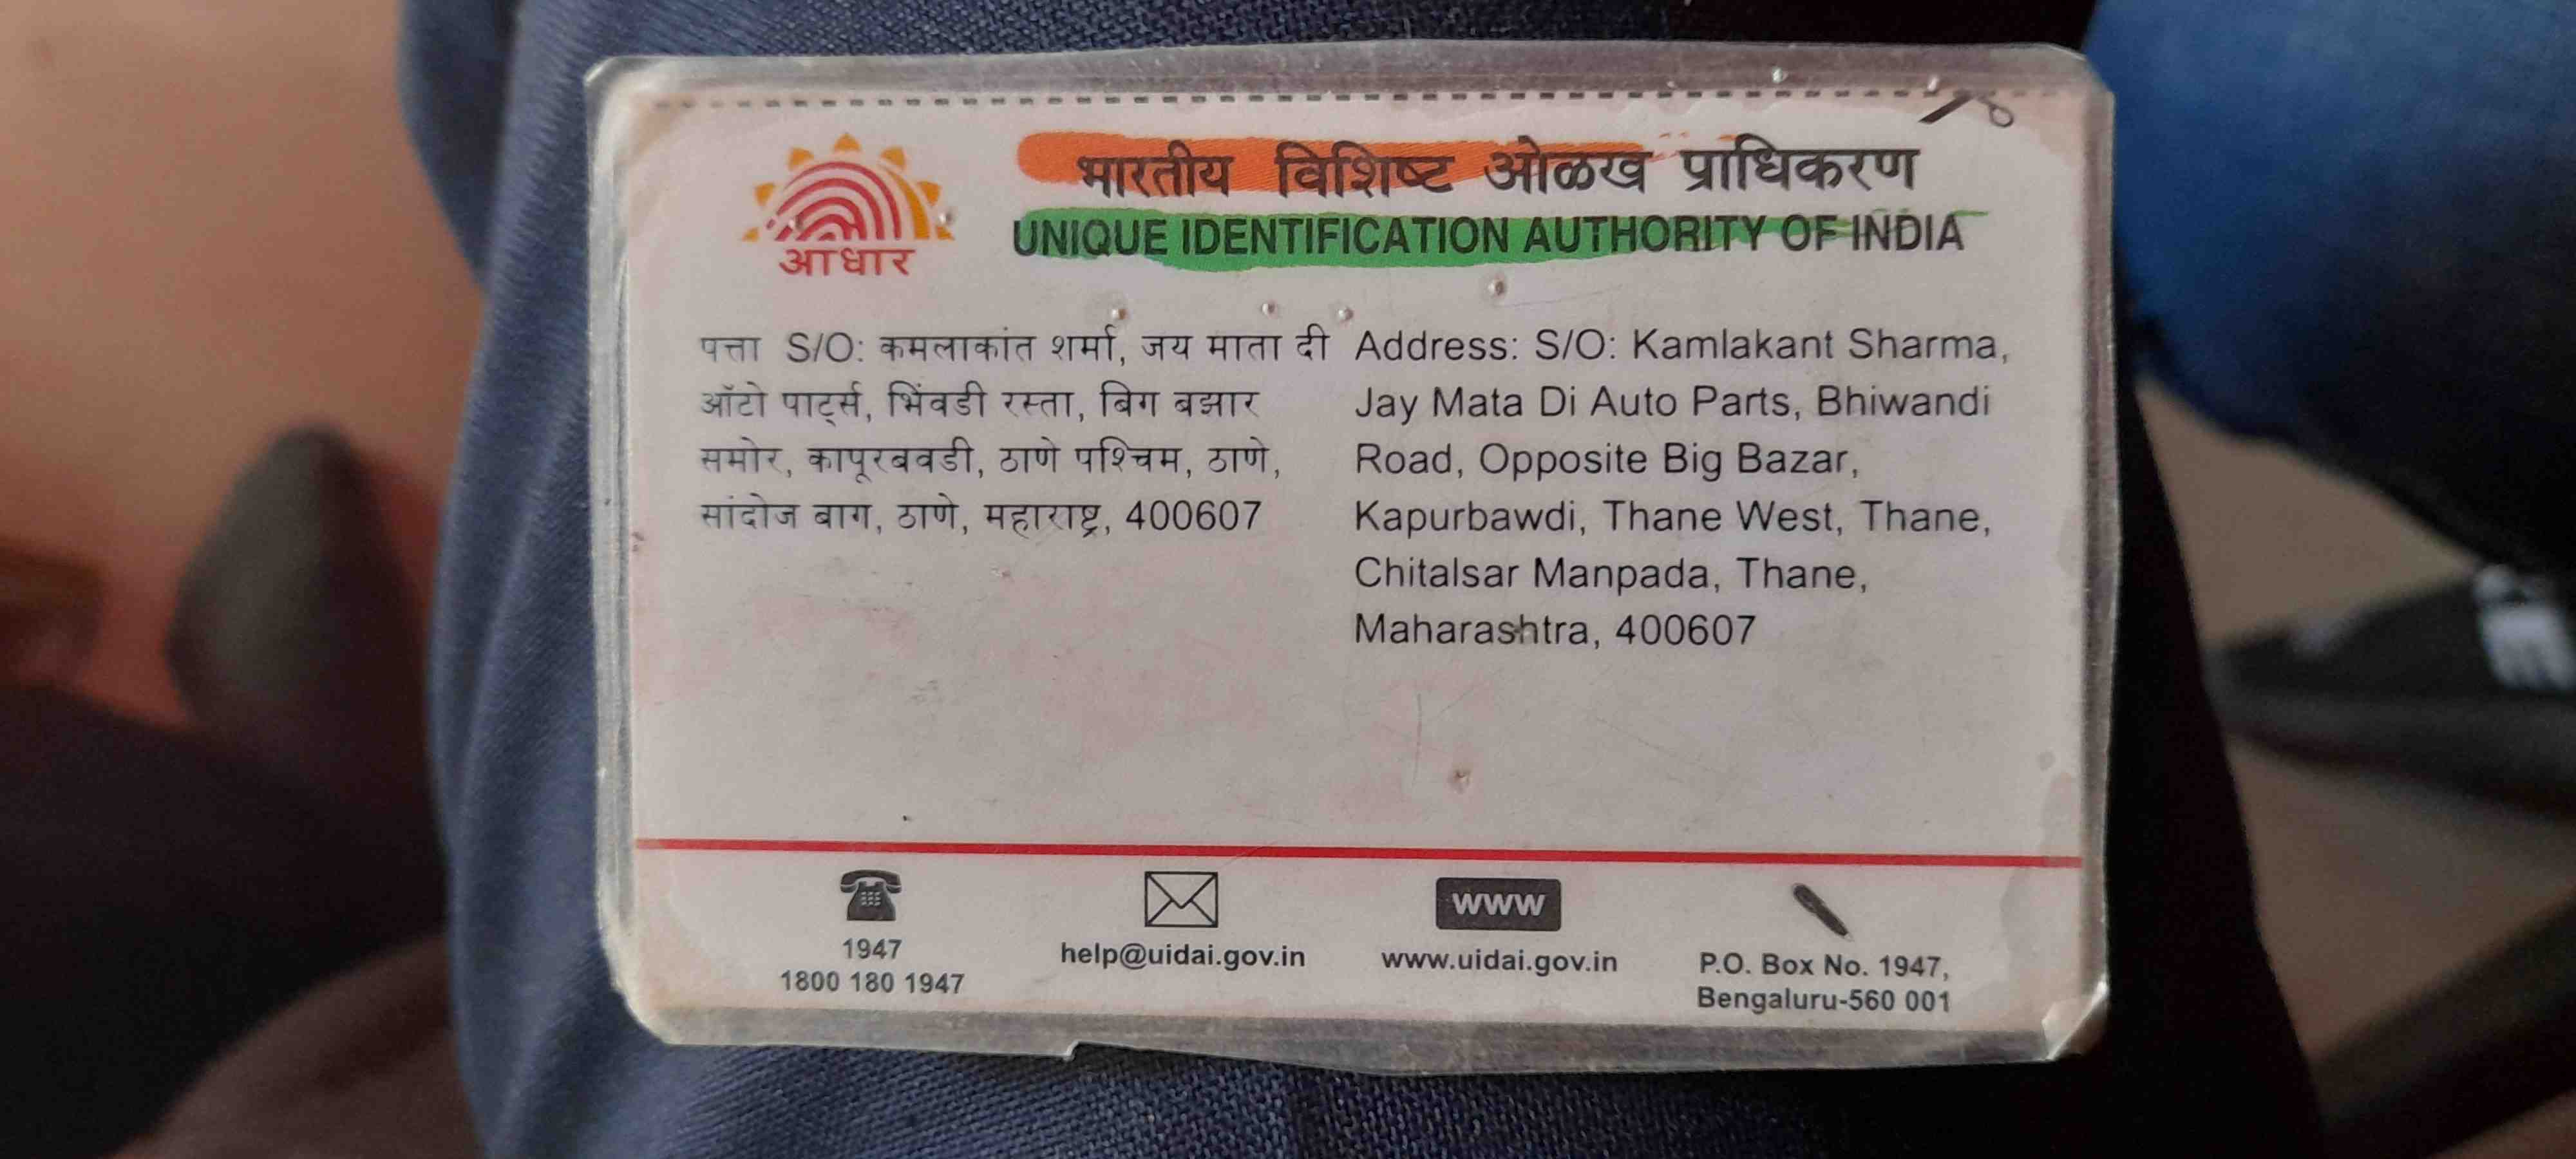 आधार
भारतीय विशिष्ट ओळख प्राधिकरण
UNIQUE IDENTIFICATION AUTHORITY OF INDIA
पत्ता S/O: कमलाकांत शर्मा, जय माता दी
ऑटो पार्ट्स, भिंवडी रस्ता, बिग बझार
समोर, कापूरबवडी, ठाणे पश्चिम, ठाणे,
सांदोज बाग, ठाणे, महाराष्ट्र, 400607
Address: S/O: Kamlakant Sharma,
Jay Mata Di Auto Parts, Bhiwandi
Road, Opposite Big Bazar,
Kapurbawdi, Thane West, Thane,
Chitalsar Manpada, Thane,
Maharashtra, 400607
1947
1800 180 1947
help@uidai.gov.in
www
www.uidai.gov.in
P.O. Box No. 1947,
Bengaluru-560 001